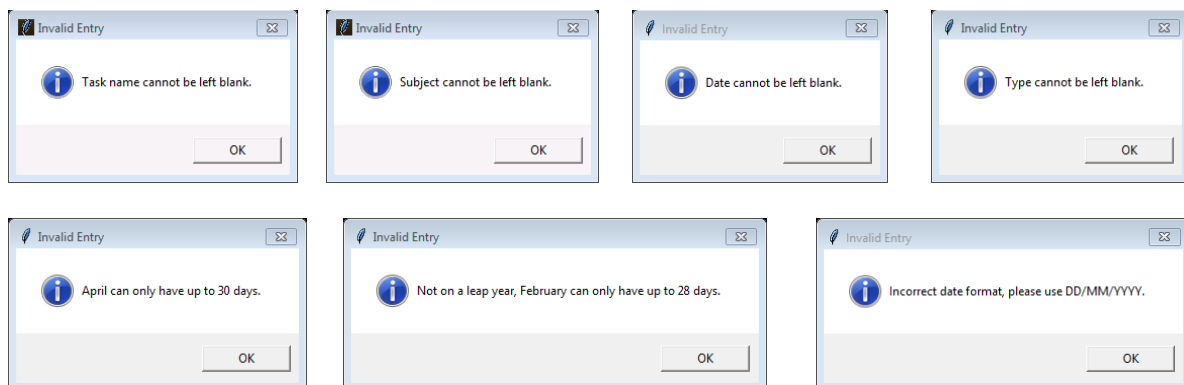 Invalid Entry
Task name cannot be left blank.
OK
Invalid Entry
Subject cannot be left blank.
OK
Invalid Entry
Date cannot be left blank.
OK
Invalid Entry
Type cannot be left blank.
OK
Invalid Entry
April can only have up to 30 days.
OK
Invalid Entry
Not on a leap year, February can only have up to 28 days.
OK
Invalid Entry
Incorrect date format, please use DD/MM/YYYY.
OK